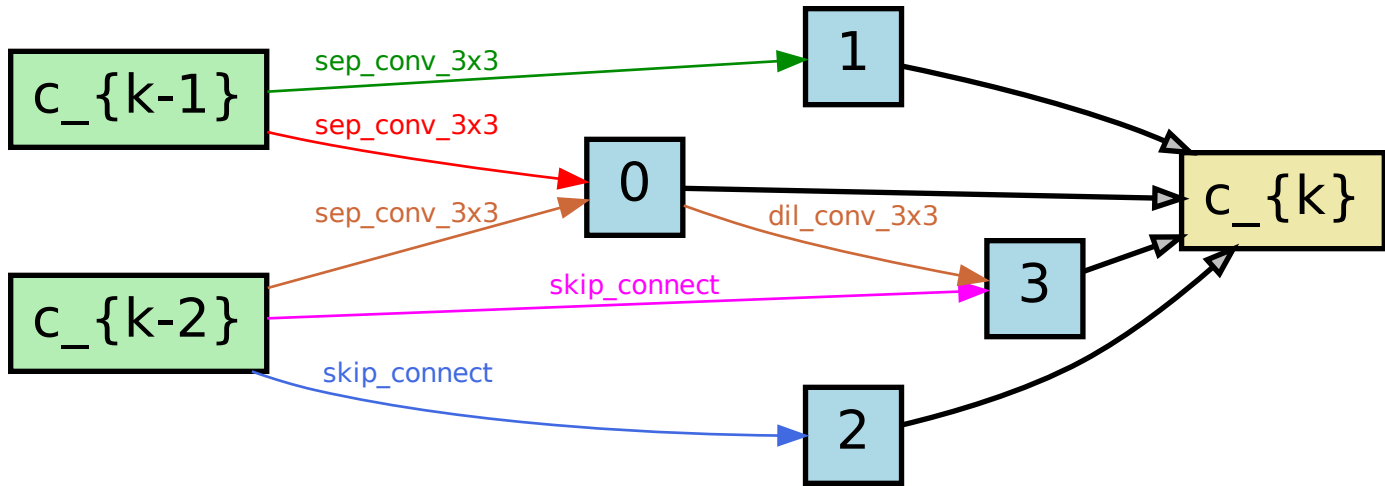 c_{k-1}
sep_conv_3x3
1
sep_conv_3x3
0
c_{k}
sep_conv_3x3
dil_conv_3x3
c_{k-2}
skip_connect
3
skip_connect
2